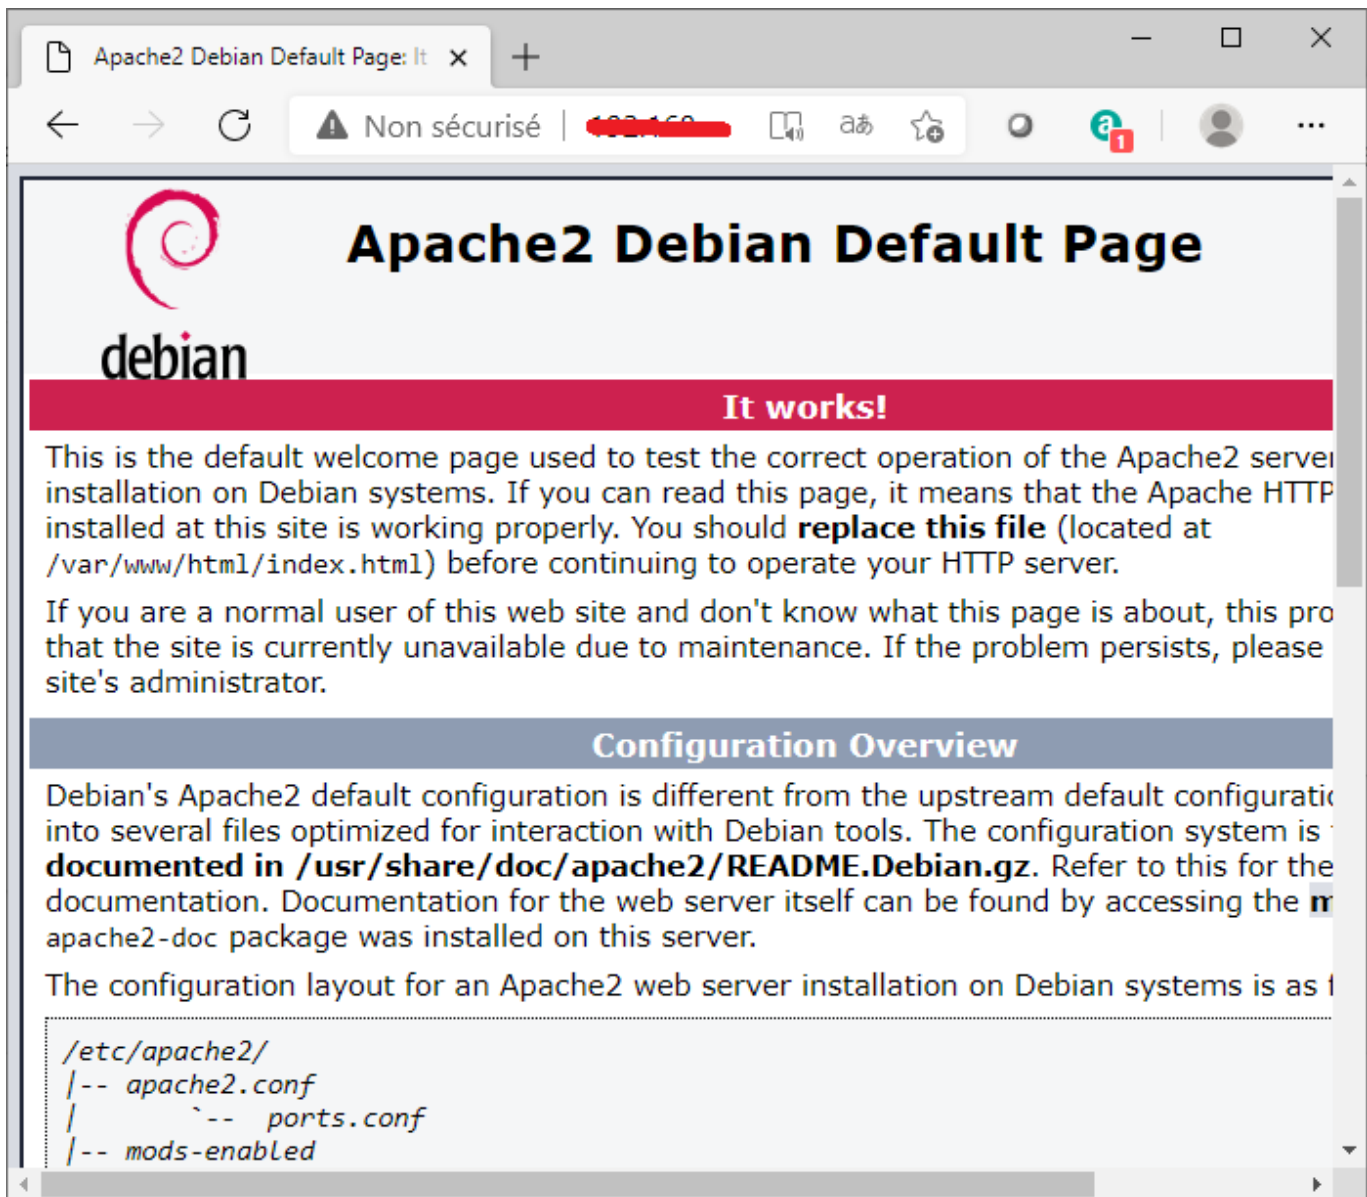 Apache2 Debian Default Page: It
Non sécurisé
aあ
a
1
debian
Apache2 Debian Default Page
It works!
This is the default welcome page used to test the correct operation of the Apache2 server
installation on Debian systems. If you can read this page, it means that the Apache HTTP
installed at this site is working properly. You should replace this file (located at
/var/www/html/index.html) before continuing to operate your HTTP server.
If you are a normal user of this web site and don't know what this page is about, this pro
that the site is currently unavailable due to maintenance. If the problem persists, please
site's administrator.
Configuration Overview
Debian's Apache2 default configuration is different from the upstream default configuratio
into several files optimized for interaction with Debian tools. The configuration system is
documented in /usr/share/doc/apache2/README.Debian.gz. Refer to this for the
documentation. Documentation for the web server itself can be found by accessing the m
apache2-doc package was installed on this server.
The configuration layout for an Apache2 web server installation on Debian systems is as f
/etc/apache2/
|-- apache2.conf
|       `--  ports.conf
|-- mods-enabled